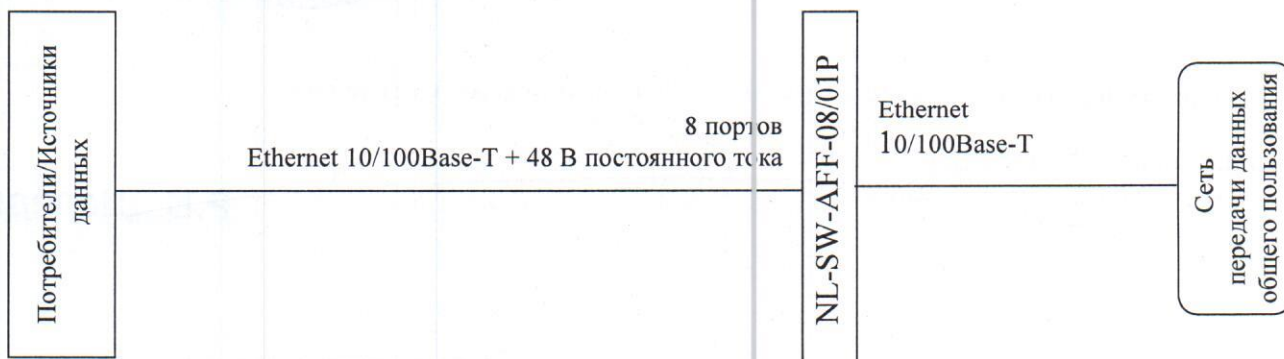 Потребители/Источники
данных
8 портов
Ethernet 10/100Base-T + 48 В постоянного тока
NL-SW-AFF-08/01P
Ethernet
10/100Base-T
Сеть
передачи данных
общего пользования